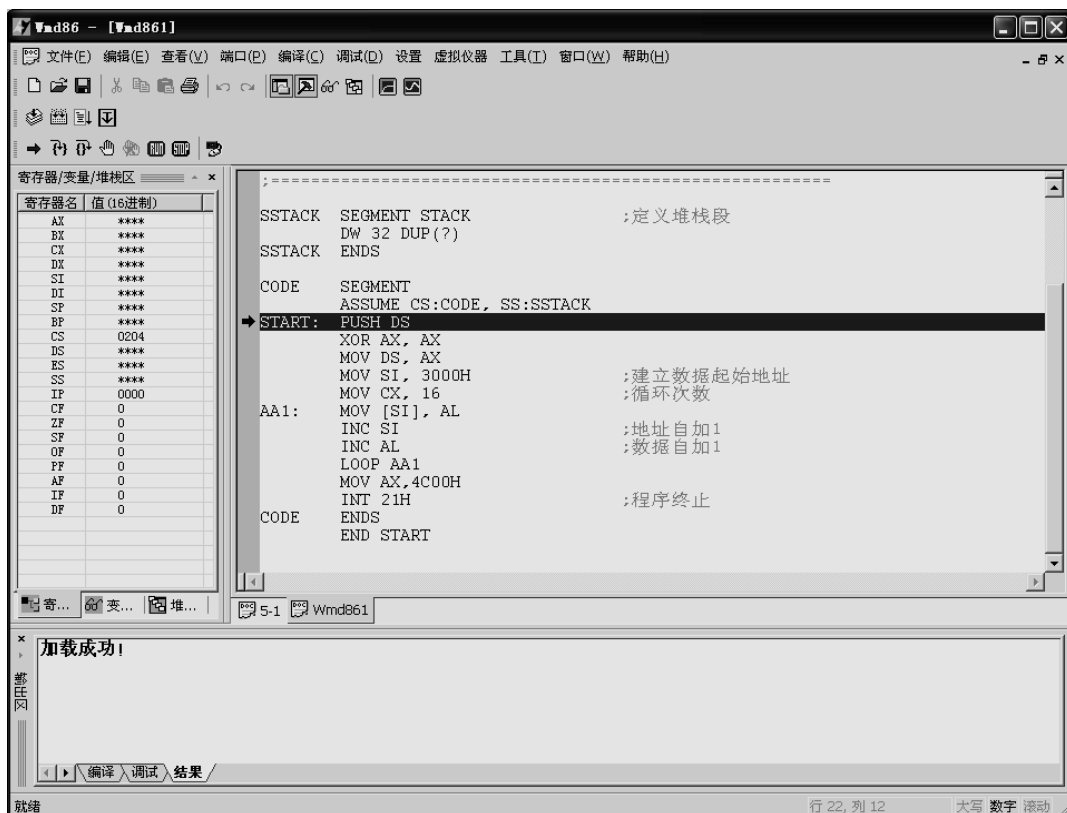 Wmd86 - [Wmd861]
文件(F) 编辑(E) 查看(V) 端口(P) 编译(C) 调试(D) 设置 虚拟仪器 工具(T) 窗口(W) 帮助(H)
寄存器/变量/堆栈区
寄存器名 值(16进制)
AX ****
BX ****
CX ****
DX ****
SI ****
DI ****
SP ****
BP ****
CS 0204
DS ****
ES ****
SS ****
IP 0000
CF 0
ZF 0
SF 0
OF 0
PF 0
AF 0
IF 0
DF 0
寄... 变... 堆...
;========================================================
SSTACK SEGMENT STACK ;定义堆栈段
DW 32 DUP(?)
SSTACK ENDS
CODE SEGMENT
ASSUME CS:CODE, SS:SSTACK
START: PUSH DS
XOR AX, AX
MOV DS, AX
MOV SI, 3000H ;建立数据起始地址
MOV CX, 16 ;循环次数
AA1: MOV [SI], AL
INC SI ;地址自加1
INC AL ;数据自加1
LOOP AA1
MOV AX,4C00H
INT 21H ;程序终止
CODE ENDS
END START
5-1 Wmd861
加载成功!
编译 调试 结果
就绪 行 22, 列 12 大写 数字 滚动